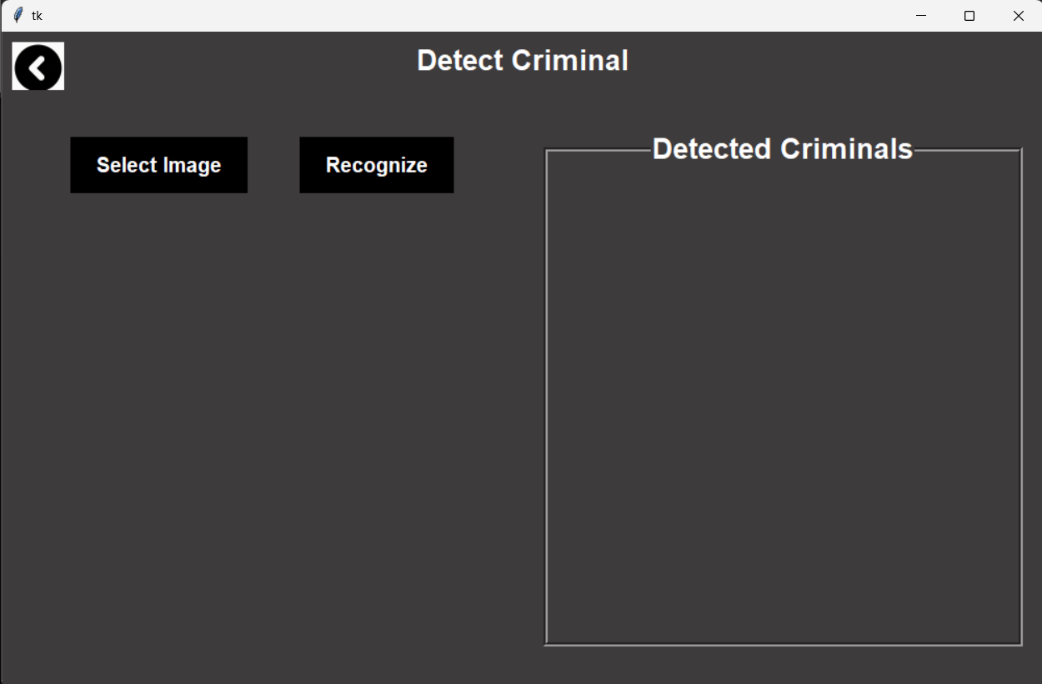 tk
Detect Criminal
Select Image
Recognize
Detected Criminals